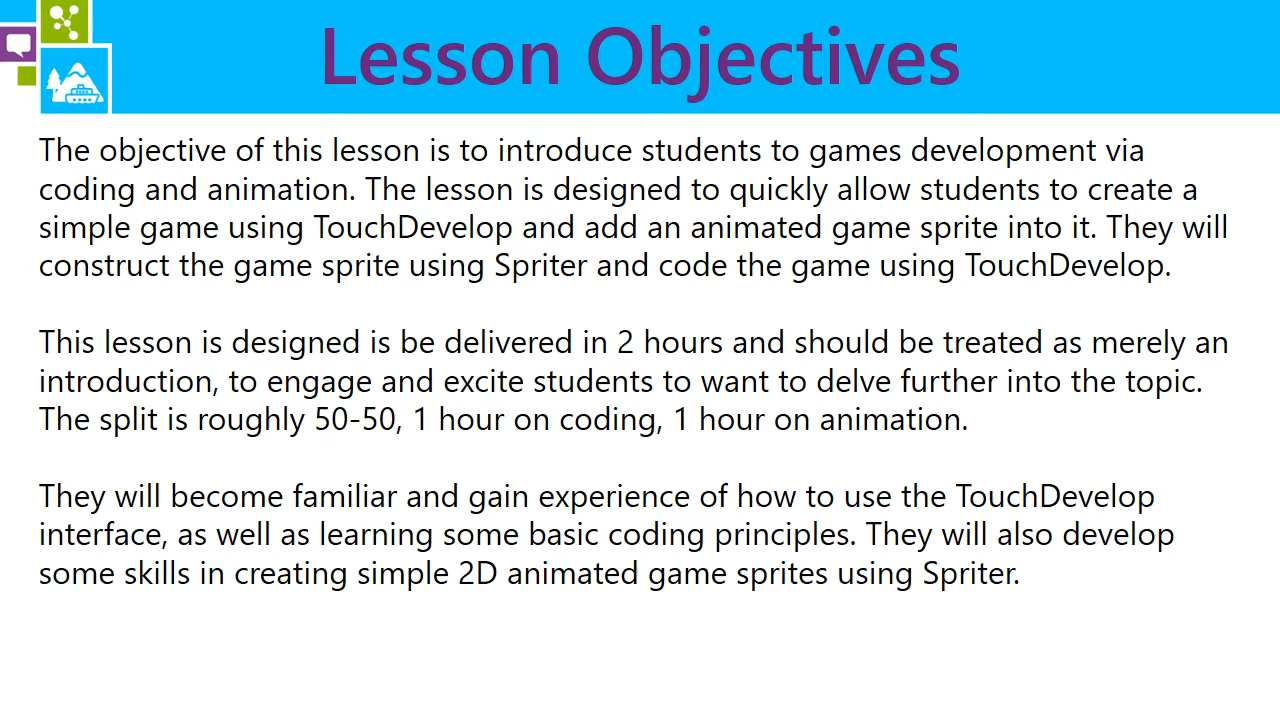 Lesson Objectives
The objective of this lesson is to introduce students to games development via
coding and animation. The lesson is designed to quickly allow students to create a
simple game using TouchDevelop and add an animated game sprite into it. They will
construct the game sprite using Spriter and code the game using TouchDevelop.
This lesson is designed is be delivered in 2 hours and should be treated as merely an
introduction, to engage and excite students to want to delve further into the topic.
The split is roughly 50-50, 1 hour on coding, 1 hour on animation.
They will become familiar and gain experience of how to use the TouchDevelop
interface, as well as learning some basic coding principles. They will also develop
some skills in creating simple 2D animated game sprites using Spriter.